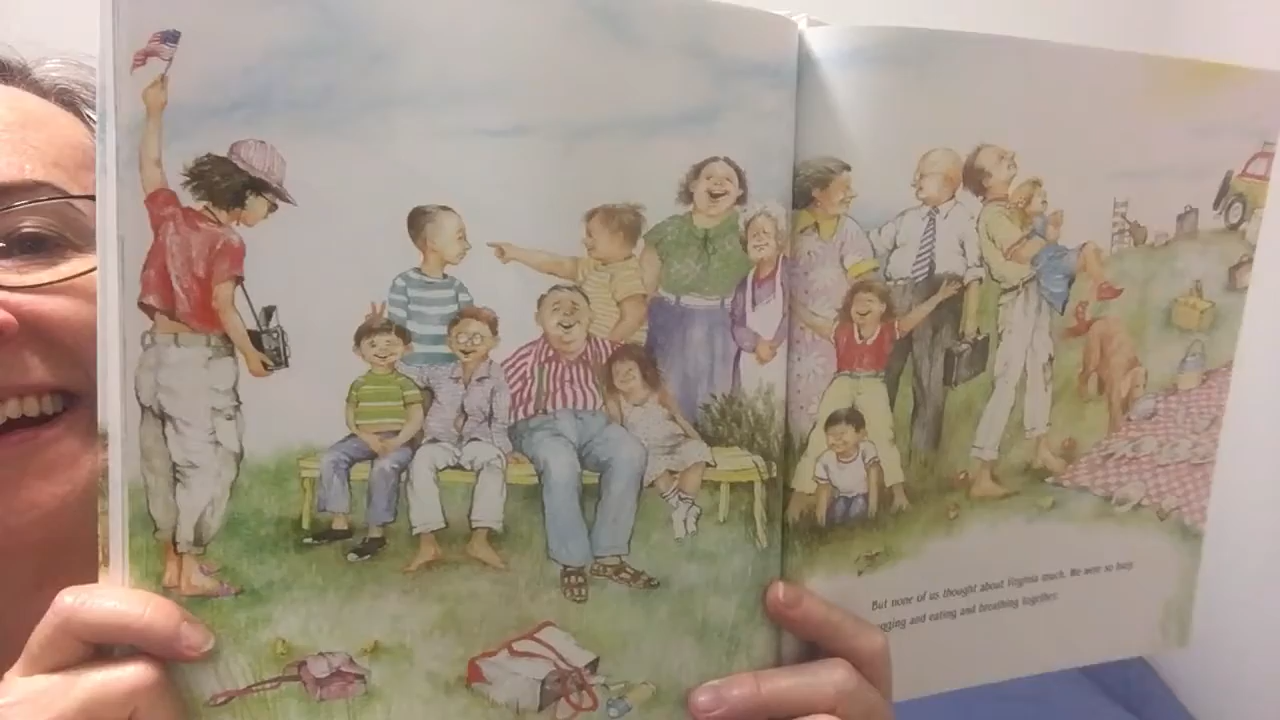 But none of us thought about Virginia much. We were so busy
hugging and eating and breathing together.